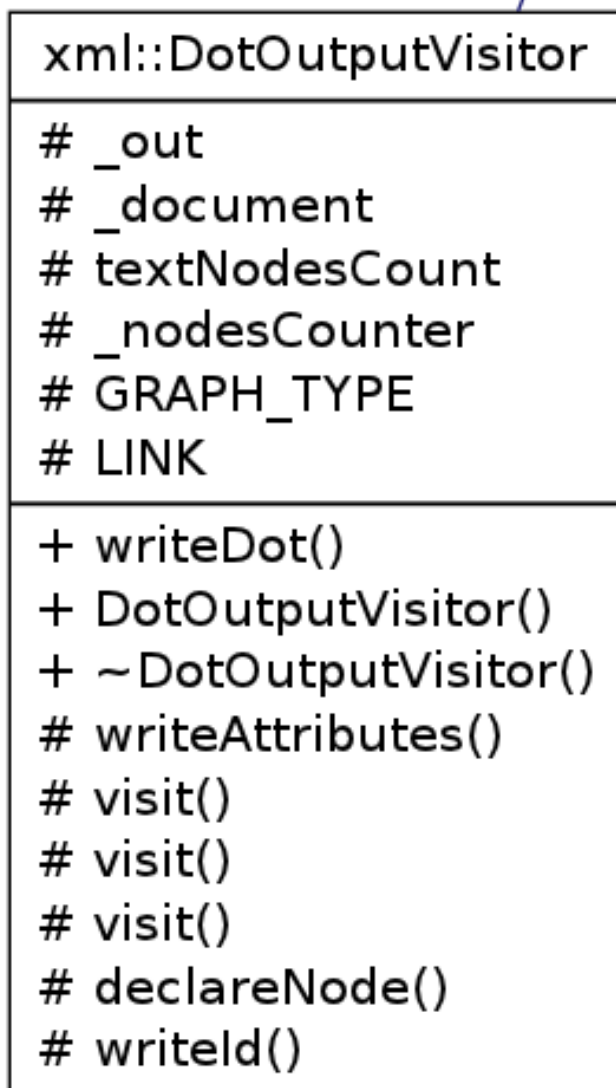 xml::DotOutputVisitor
# _out
# _document
# textNodesCount
# _nodesCounter
# GRAPH_TYPE
# LINK
+ writeDot()
+ DotOutputVisitor()
+ ~DotOutputVisitor()
# writeAttributes()
# visit()
# visit()
# visit()
# declareNode()
# writeId()